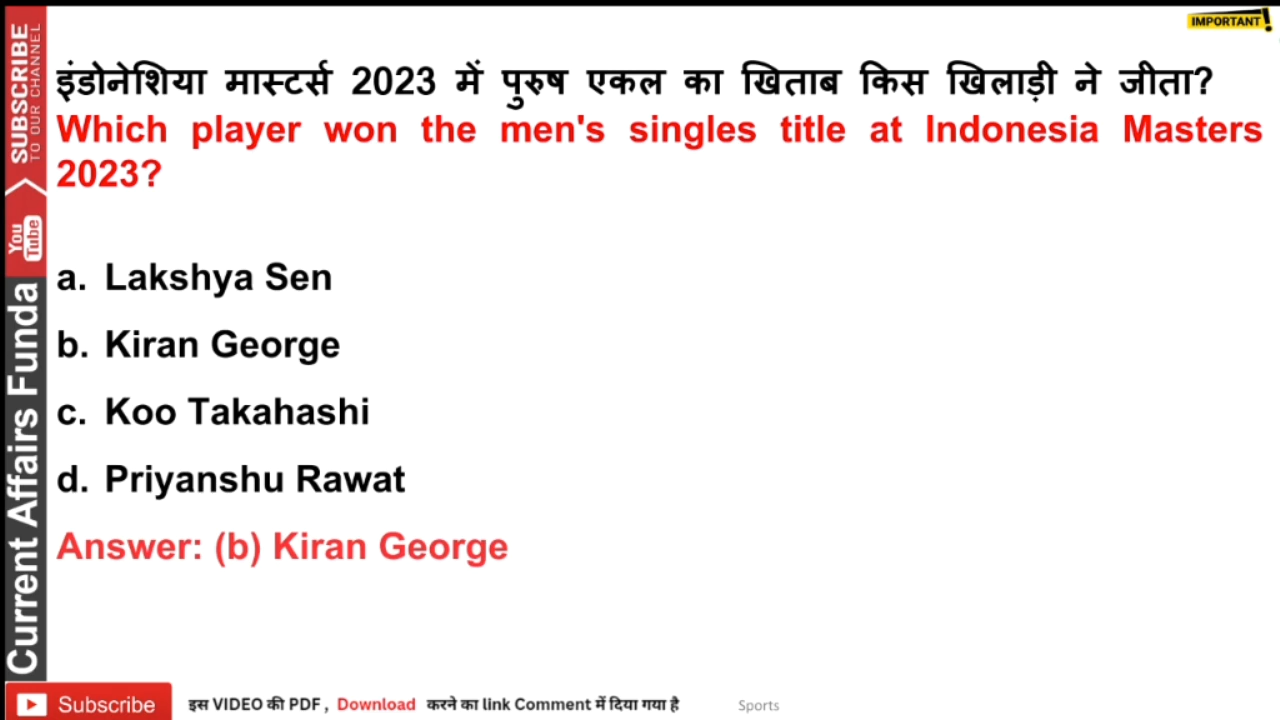 IMPORTANT!
SUBSCRIBE
TO OUR CHANNEL
You
Tube
Current Affairs Funda
इंडोनेशिया मास्टर्स 2023 में पुरुष एकल का खिताब किस खिलाड़ी ने जीता?
Which player won the men's singles title at Indonesia Masters
2023?
a. Lakshya Sen
b. Kiran George
c. Koo Takahashi
d. Priyanshu Rawat
Answer: (b) Kiran George
Subscribe
इस VIDEO की PDF , Download करने का link Comment में दिया गया है
Sports